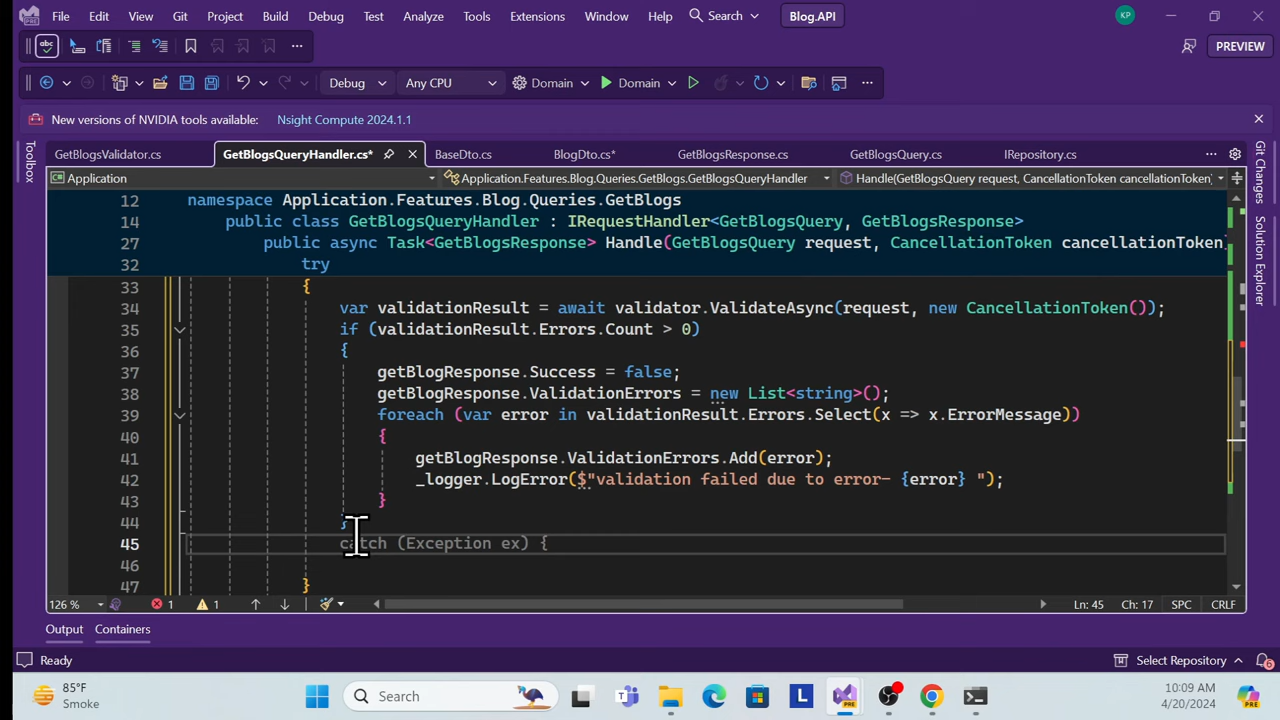 File Edit View Git Project Build Debug Test Analyze Tools Extensions Window Help Search Blog.API KP
abc PREVIEW
Debug Any CPU Domain Domain
New versions of NVIDIA tools available: Nsight Compute 2024.1.1
Toolbox
GetBlogsValidator.cs GetBlogsQueryHandler.cs* BaseDto.cs BlogDto.cs* GetBlogsResponse.cs GetBlogsQuery.cs IRepository.cs
Application Application.Features.Blog.Queries.GetBlogs.GetBlogsQueryHandler Handle(GetBlogsQuery request, CancellationToken cancellationToken)
12 namespace Application.Features.Blog.Queries.GetBlogs
14 public class GetBlogsQueryHandler : IRequestHandler<GetBlogsQuery, GetBlogsResponse>
27 public async Task<GetBlogsResponse> Handle(GetBlogsQuery request, CancellationToken cancellationToken
32 try
33 {
34 var validationResult = await validator.ValidateAsync(request, new CancellationToken());
35 if (validationResult.Errors.Count > 0)
36 {
37 getBlogResponse.Success = false;
38 getBlogResponse.ValidationErrors = new List<string>();
39 foreach (var error in validationResult.Errors.Select(x => x.ErrorMessage))
40 {
41 getBlogResponse.ValidationErrors.Add(error);
42 _logger.LogError($"validation failed due to error- {error} ");
43 }
44 }
45 catch (Exception ex) {
46
47 }
Git Changes
Solution Explorer
126 % 1 1 Ln: 45 Ch: 17 SPC CRLF
Output Containers
Ready Select Repository 6
85°F
Smoke
Search
L
PRE
10:09 AM
4/20/2024
PRE